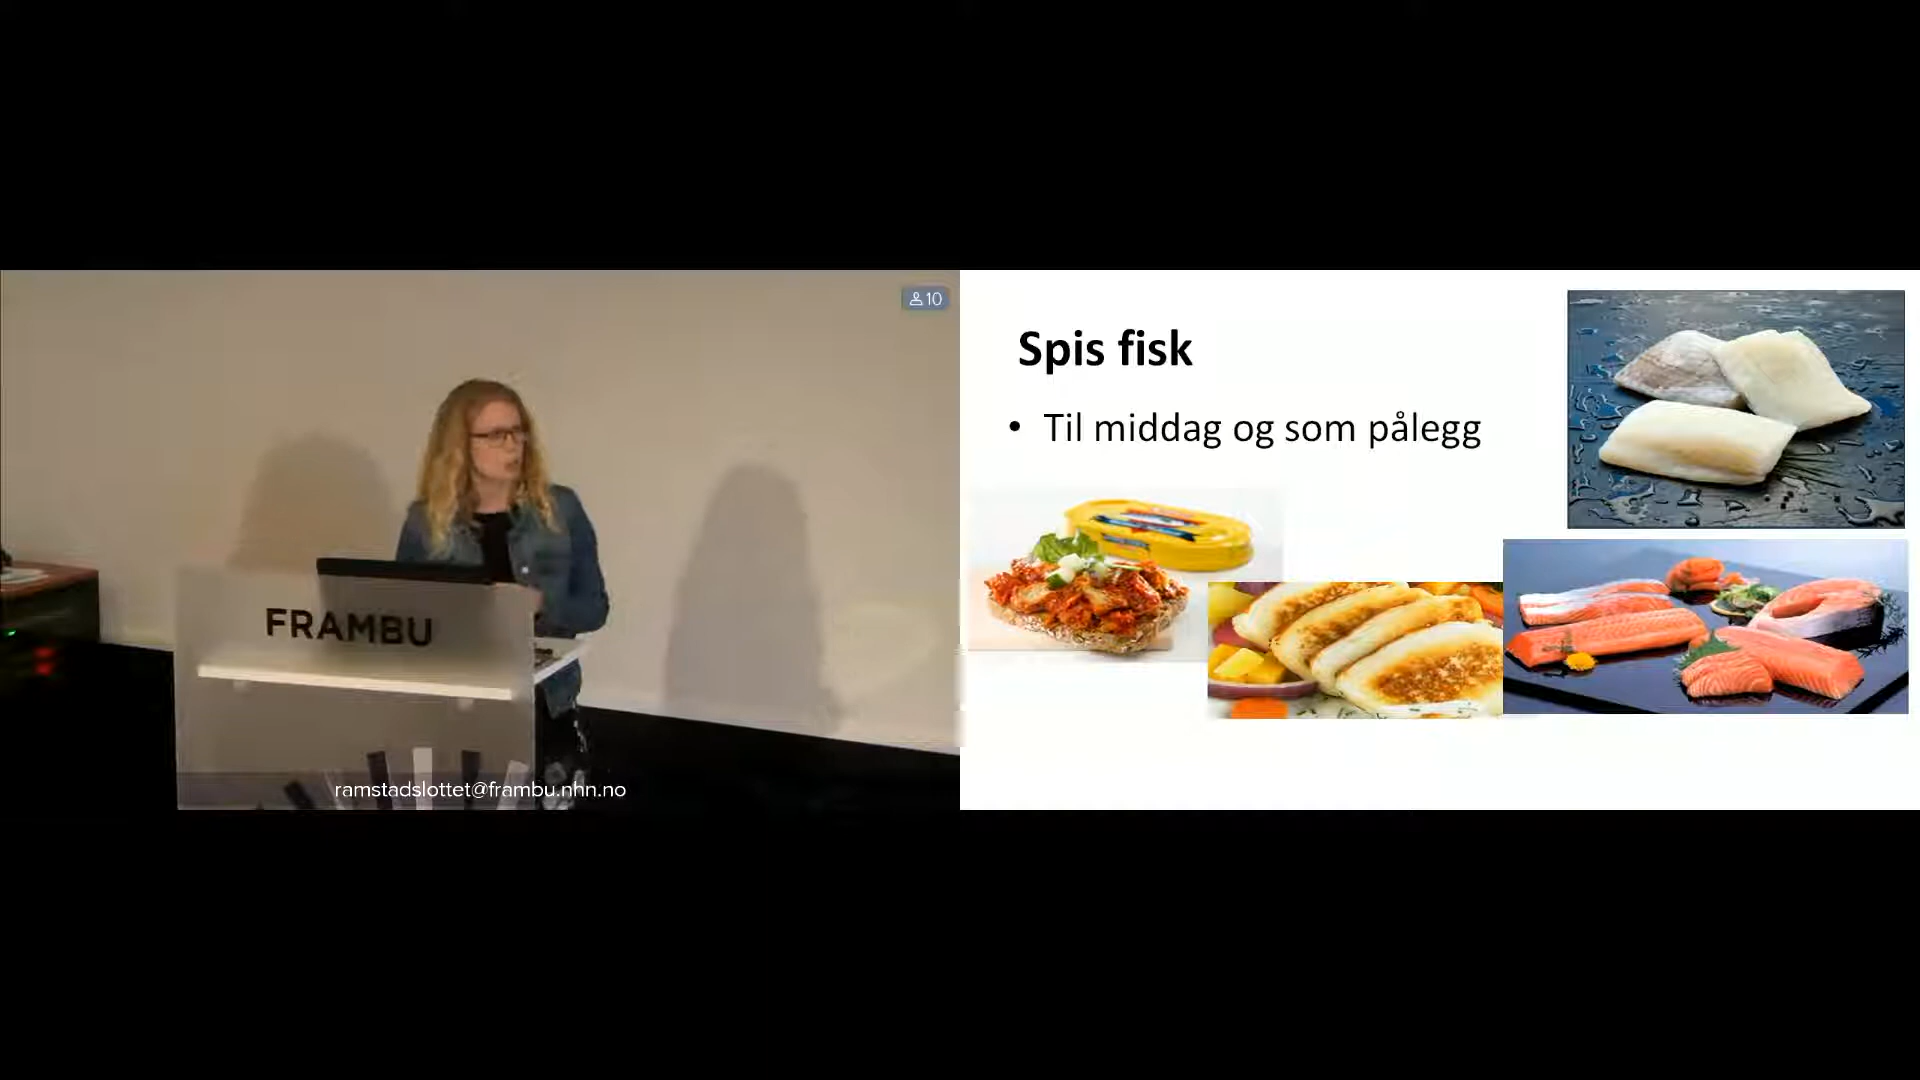 10
FRAMBU
ramstadslottet@frambu.nhn.no
Spis fisk
• Til middag og som pålegg